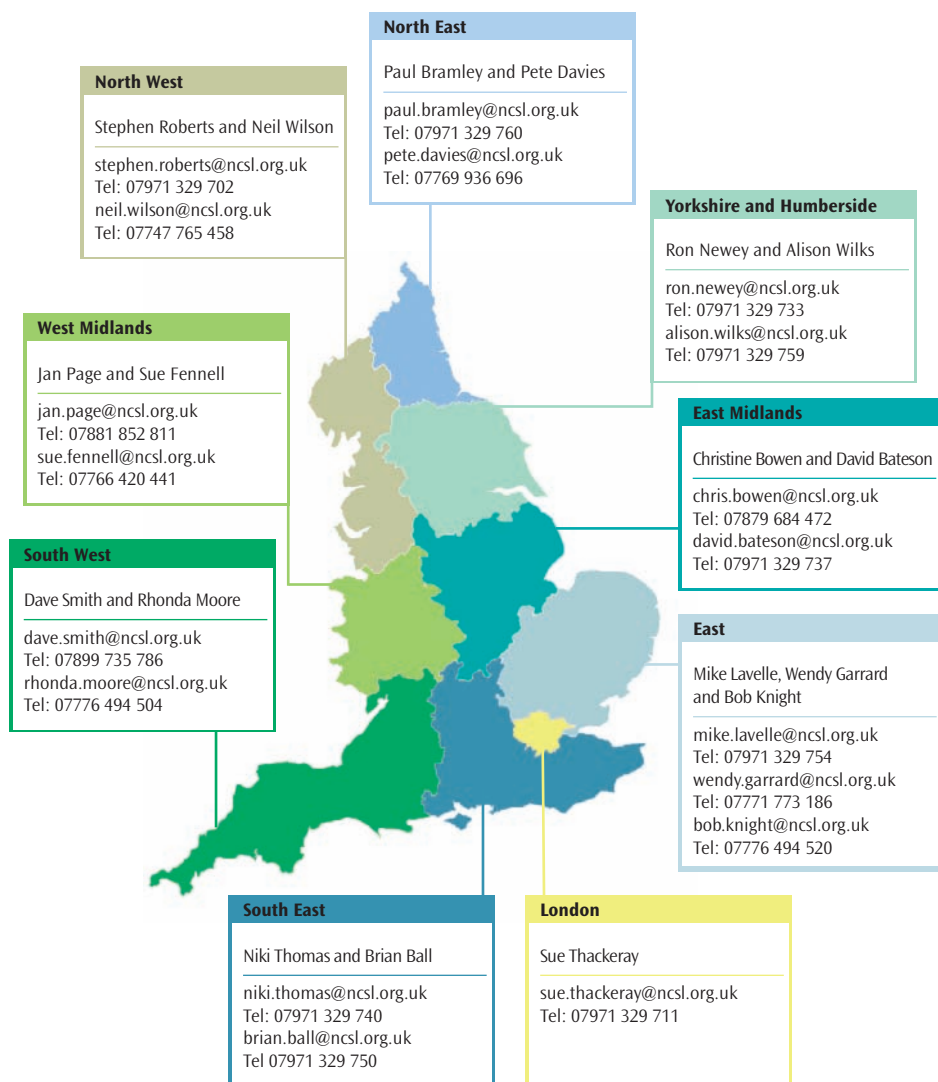 North East
Paul Bramley and Pete Davies
paul.bramley@ncsl.org.uk
Tel: 07971 329 760
pete.davies@ncsl.org.uk
Tel: 07769 936 696
North West
Stephen Roberts and Neil Wilson
stephen.roberts@ncsl.org.uk
Tel: 07971 329 702
neil.wilson@ncsl.org.uk
Tel: 07747 765 458
Yorkshire and Humberside
Ron Newey and Alison Wilks
ron.newey@ncsl.org.uk
Tel: 07971 329 733
alison.wilks@ncsl.org.uk
Tel: 07971 329 759
West Midlands
Jan Page and Sue Fennell
jan.page@ncsl.org.uk
Tel: 07881 852 811
sue.fennell@ncsl.org.uk
Tel: 07766 420 441
East Midlands
Christine Bowen and David Bateson
chris.bowen@ncsl.org.uk
Tel: 07879 684 472
david.bateson@ncsl.org.uk
Tel: 07971 329 737
South West
Dave Smith and Rhonda Moore
dave.smith@ncsl.org.uk
Tel: 07899 735 786
rhonda.moore@ncsl.org.uk
Tel: 07776 494 504
East
Mike Lavelle, Wendy Garrard
and Bob Knight
mike.lavelle@ncsl.org.uk
Tel: 07971 329 754
wendy.garrard@ncsl.org.uk
Tel: 07771 773 186
bob.knight@ncsl.org.uk
Tel: 07776 494 520
South East
Niki Thomas and Brian Ball
niki.thomas@ncsl.org.uk
Tel: 07971 329 740
brian.ball@ncsl.org.uk
Tel 07971 329 750
London
Sue Thackeray
sue.thackeray@ncsl.org.uk
Tel: 07971 329 711